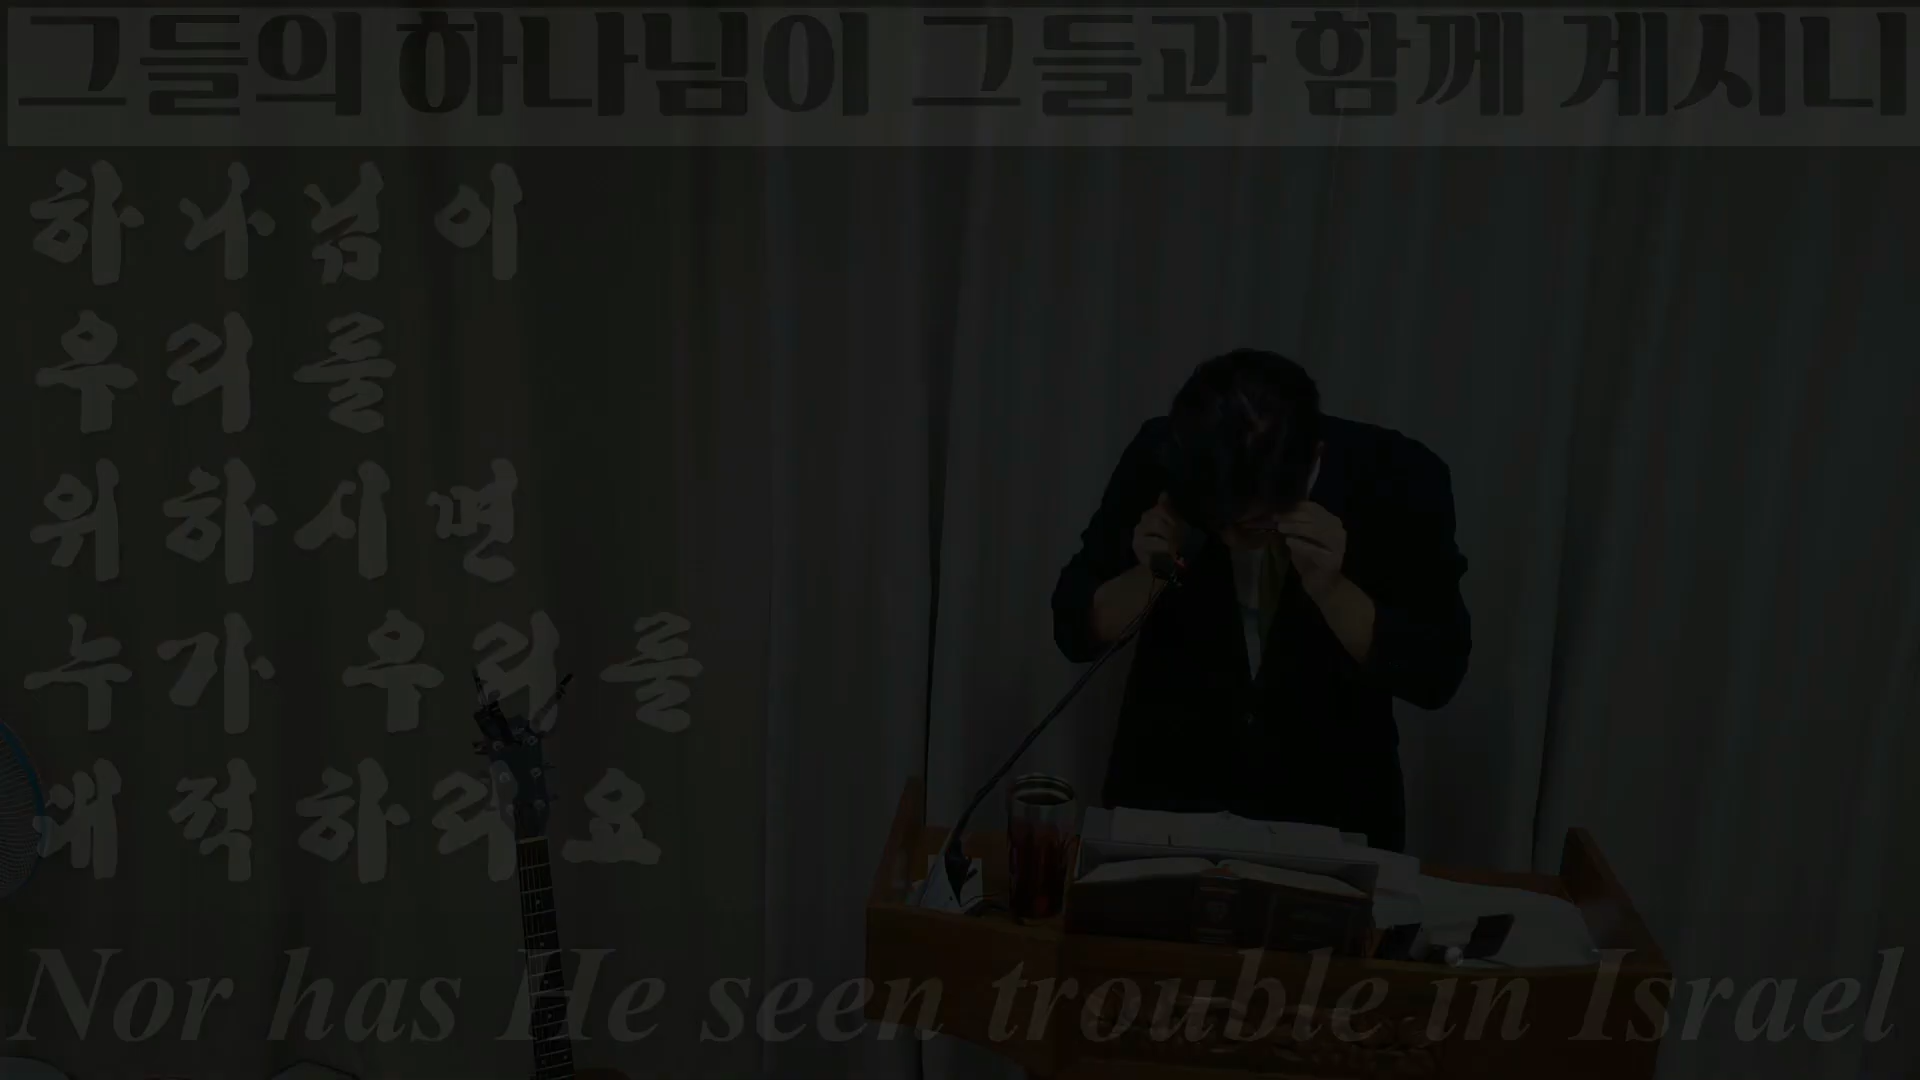 그들의 하나님이 그들과 함께 계시니
하나님이
우리를
위하시면
누가 우리를
대적하리요
Nor has He seen trouble in Israel